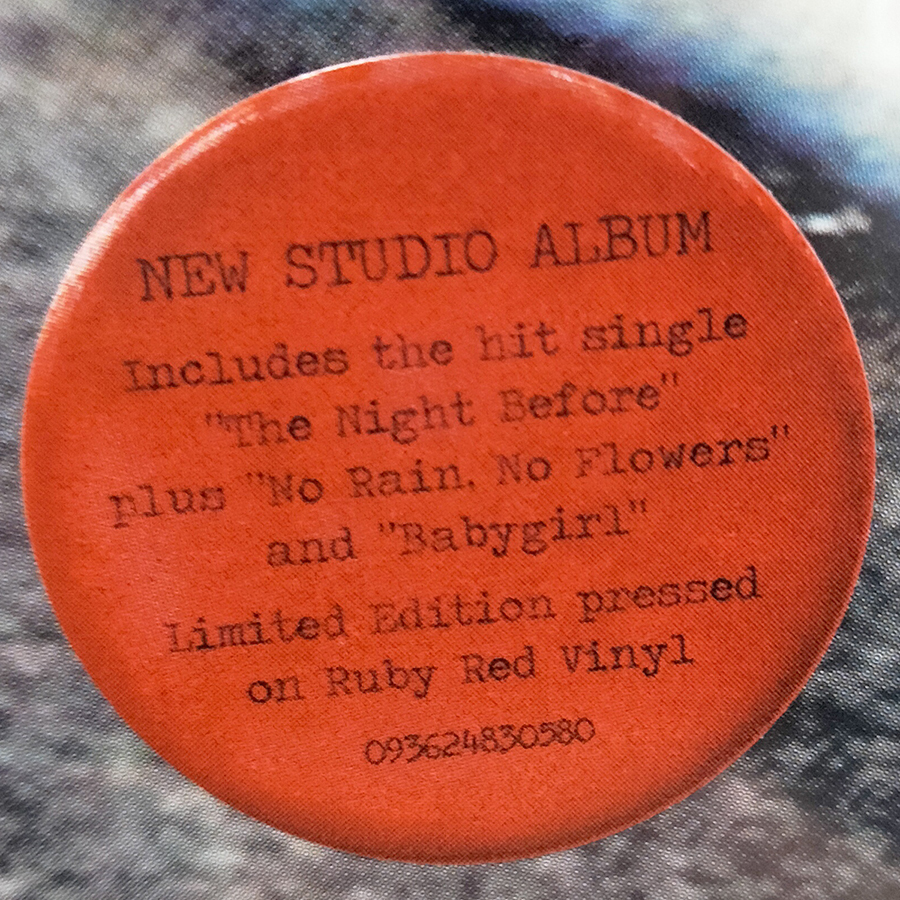 NEW STUDIO ALBUM
Includes the hit single
"The Night Before"
plus "No Rain, No Flowers"
and "Babygirl"
Limited Edition pressed
on Ruby Red Vinyl
093624830580